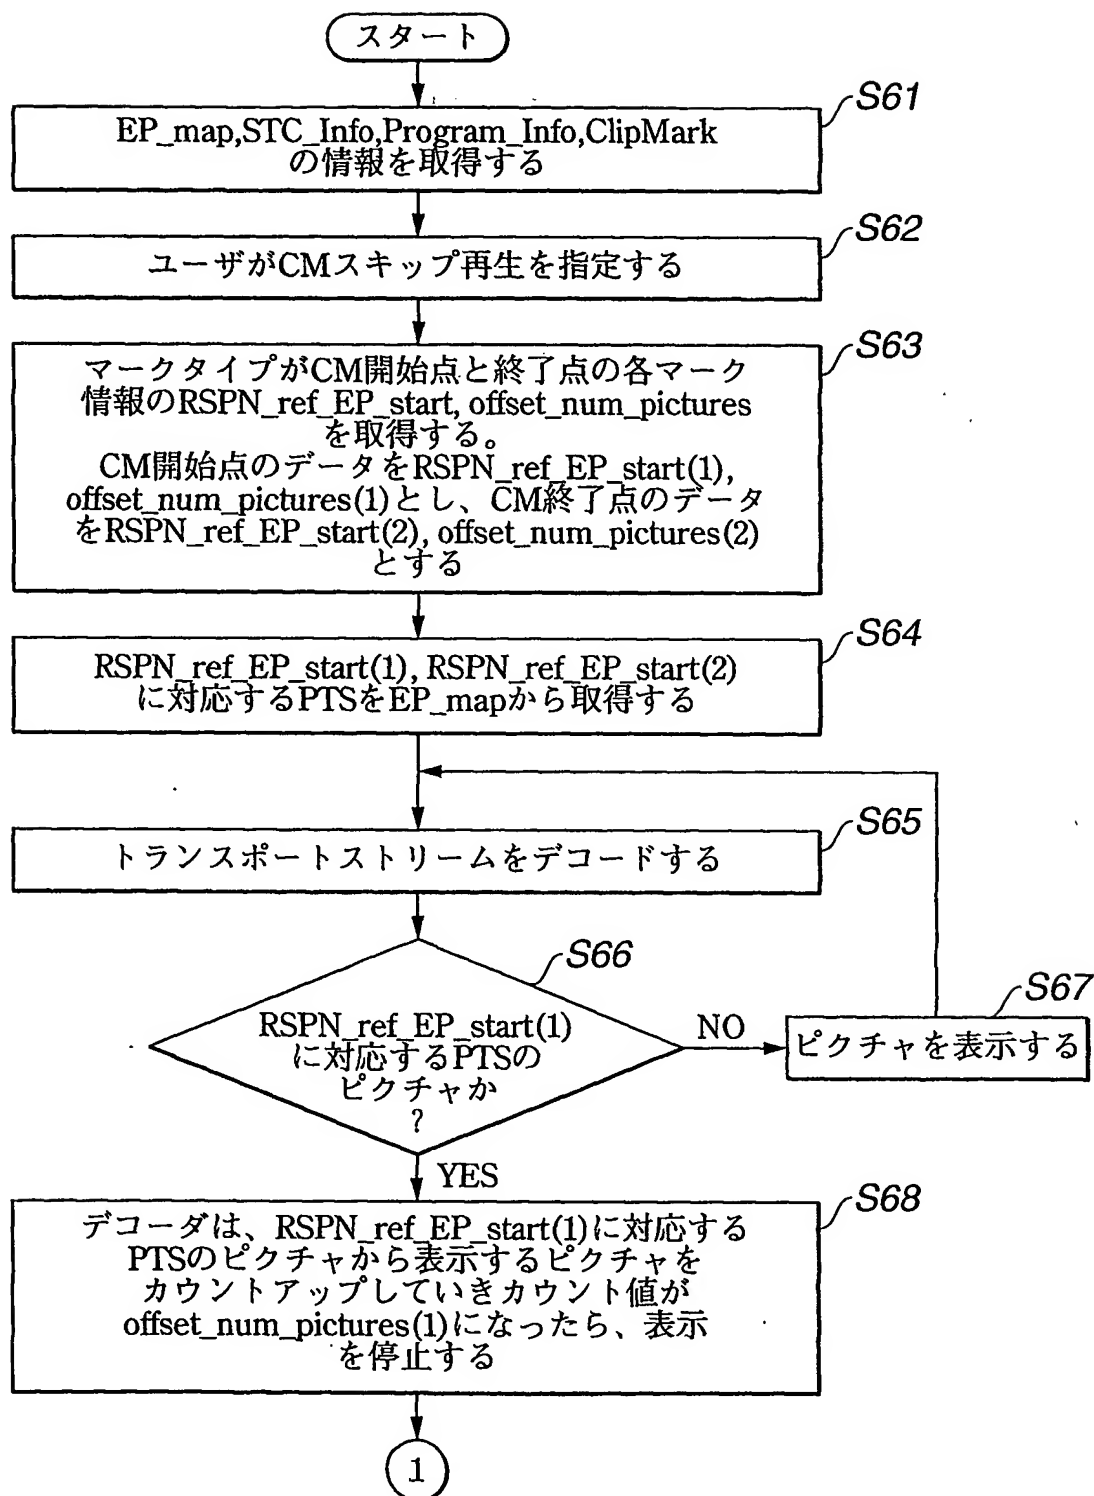 スタート
S61
EP_map,STC_Info,Program_Info,ClipMark
の情報を取得する
S62
ユーザがCMスキップ再生を指定する
S63
マークタイプがCM開始点と終了点の各マーク
情報のRSPN_ref_EP_start, offset_num_pictures
を取得する。
CM開始点のデータをRSPN_ref_EP_start(1),
offset_num_pictures(1)とし、CM終了点のデータ
をRSPN_ref_EP_start(2), offset_num_pictures(2)
とする
S64
RSPN_ref_EP_start(1), RSPN_ref_EP_start(2)
に対応するPTSをEP_mapから取得する
S65
トランスポートストリームをデコードする
S66
RSPN_ref_EP_start(1)
に対応するPTSの
ピクチャか
?
NO
S67
ピクチャを表示する
YES
S68
デコーダは、RSPN_ref_EP_start(1)に対応する
PTSのピクチャから表示するピクチャを
カウントアップしていきカウント値が
offset_num_pictures(1)になったら、表示
を停止する
1